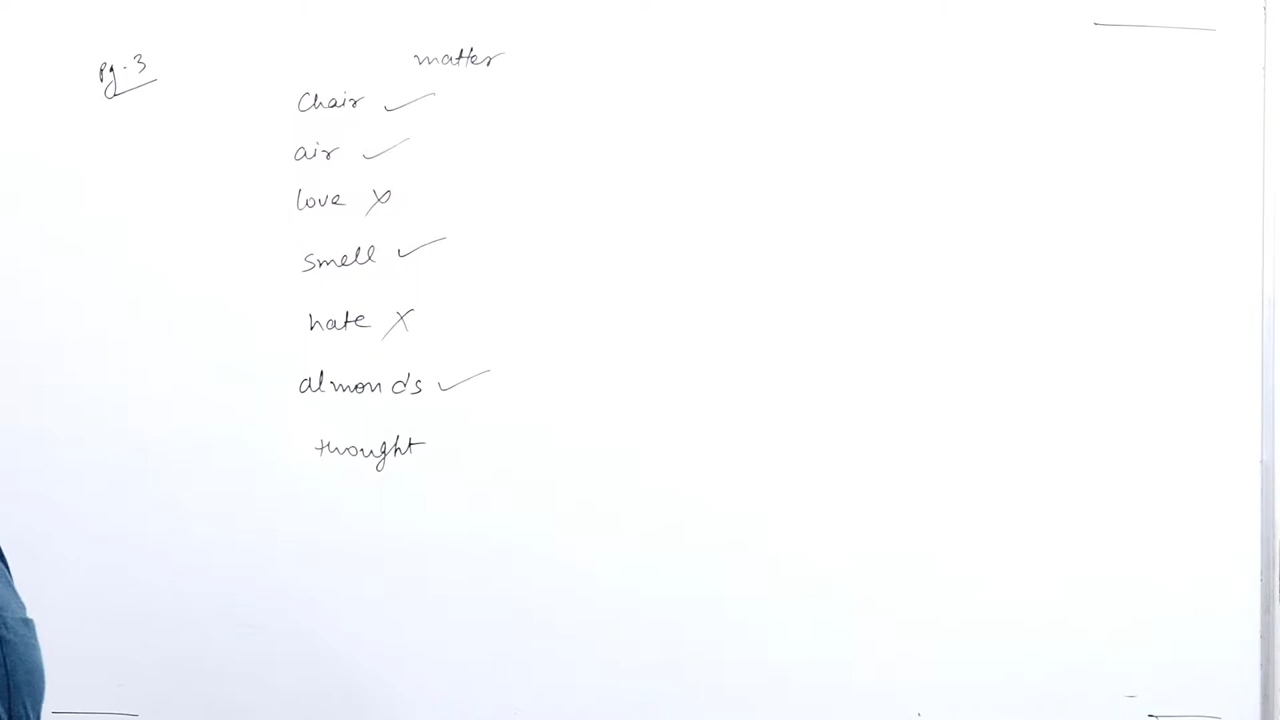 pg. 3
matter
Chair ✓
air ✓
love ✗
smell ✓
hate ✗
almonds ✓
thought